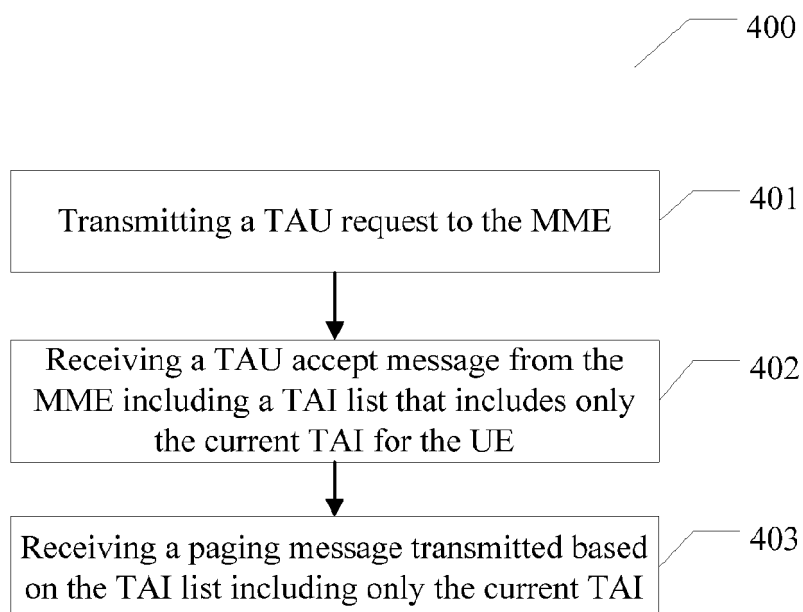 400
Transmitting a TAU request to the MME
401
Receiving a TAU accept message from the
MME including a TAI list that includes only
the current TAI for the UE
402
Receiving a paging message transmitted based
on the TAI list including only the current TAI
403